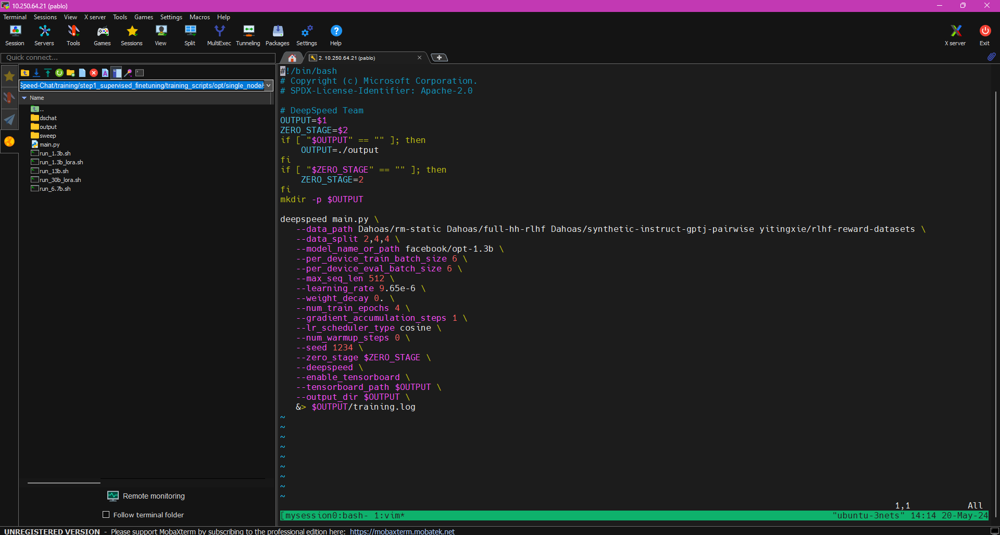 10.250.64.21 (pablo)
Terminal Sessions View X server Tools Games Settings Macros Help
Session Servers Tools Games Sessions View Split MultiExec Tunneling Packages Settings Help X server Exit
Quick connect...
2. 10.250.64.21 (pablo)
Speed-Chat/training/step1_supervised_finetuning/training_scripts/opt/single_node/
Name
..
dschat
output
sweep
main.py
run_1.3b.sh
run_1.3b_lora.sh
run_13b.sh
run_30b_lora.sh
run_6.7b.sh
Remote monitoring
Follow terminal folder
#!/bin/bash
# Copyright (c) Microsoft Corporation.
# SPDX-License-Identifier: Apache-2.0
# DeepSpeed Team
OUTPUT=$1
ZERO_STAGE=$2
if [ "$OUTPUT" == "" ]; then
    OUTPUT=./output
fi
if [ "$ZERO_STAGE" == "" ]; then
    ZERO_STAGE=2
fi
mkdir -p $OUTPUT
deepspeed main.py \
   --data_path Dahoas/rm-static Dahoas/full-hh-rlhf Dahoas/synthetic-instruct-gptj-pairwise yitingxie/rlhf-reward-datasets \
   --data_split 2,4,4 \
   --model_name_or_path facebook/opt-1.3b \
   --per_device_train_batch_size 6 \
   --per_device_eval_batch_size 6 \
   --max_seq_len 512 \
   --learning_rate 9.65e-6 \
   --weight_decay 0. \
   --num_train_epochs 4 \
   --gradient_accumulation_steps 1 \
   --lr_scheduler_type cosine \
   --num_warmup_steps 0 \
   --seed 1234 \
   --zero_stage $ZERO_STAGE \
   --deepspeed \
   --enable_tensorboard \
   --tensorboard_path $OUTPUT \
   --output_dir $OUTPUT \
   &> $OUTPUT/training.log
~
~
~
~
~
~
~
~
~
1,1 All
[mysession0:bash- 1:vim* "ubuntu-3nets" 14:14 20-May-24
UNREGISTERED VERSION - Please support MobaXterm by subscribing to the professional edition here: https://mobaxterm.mobatek.net